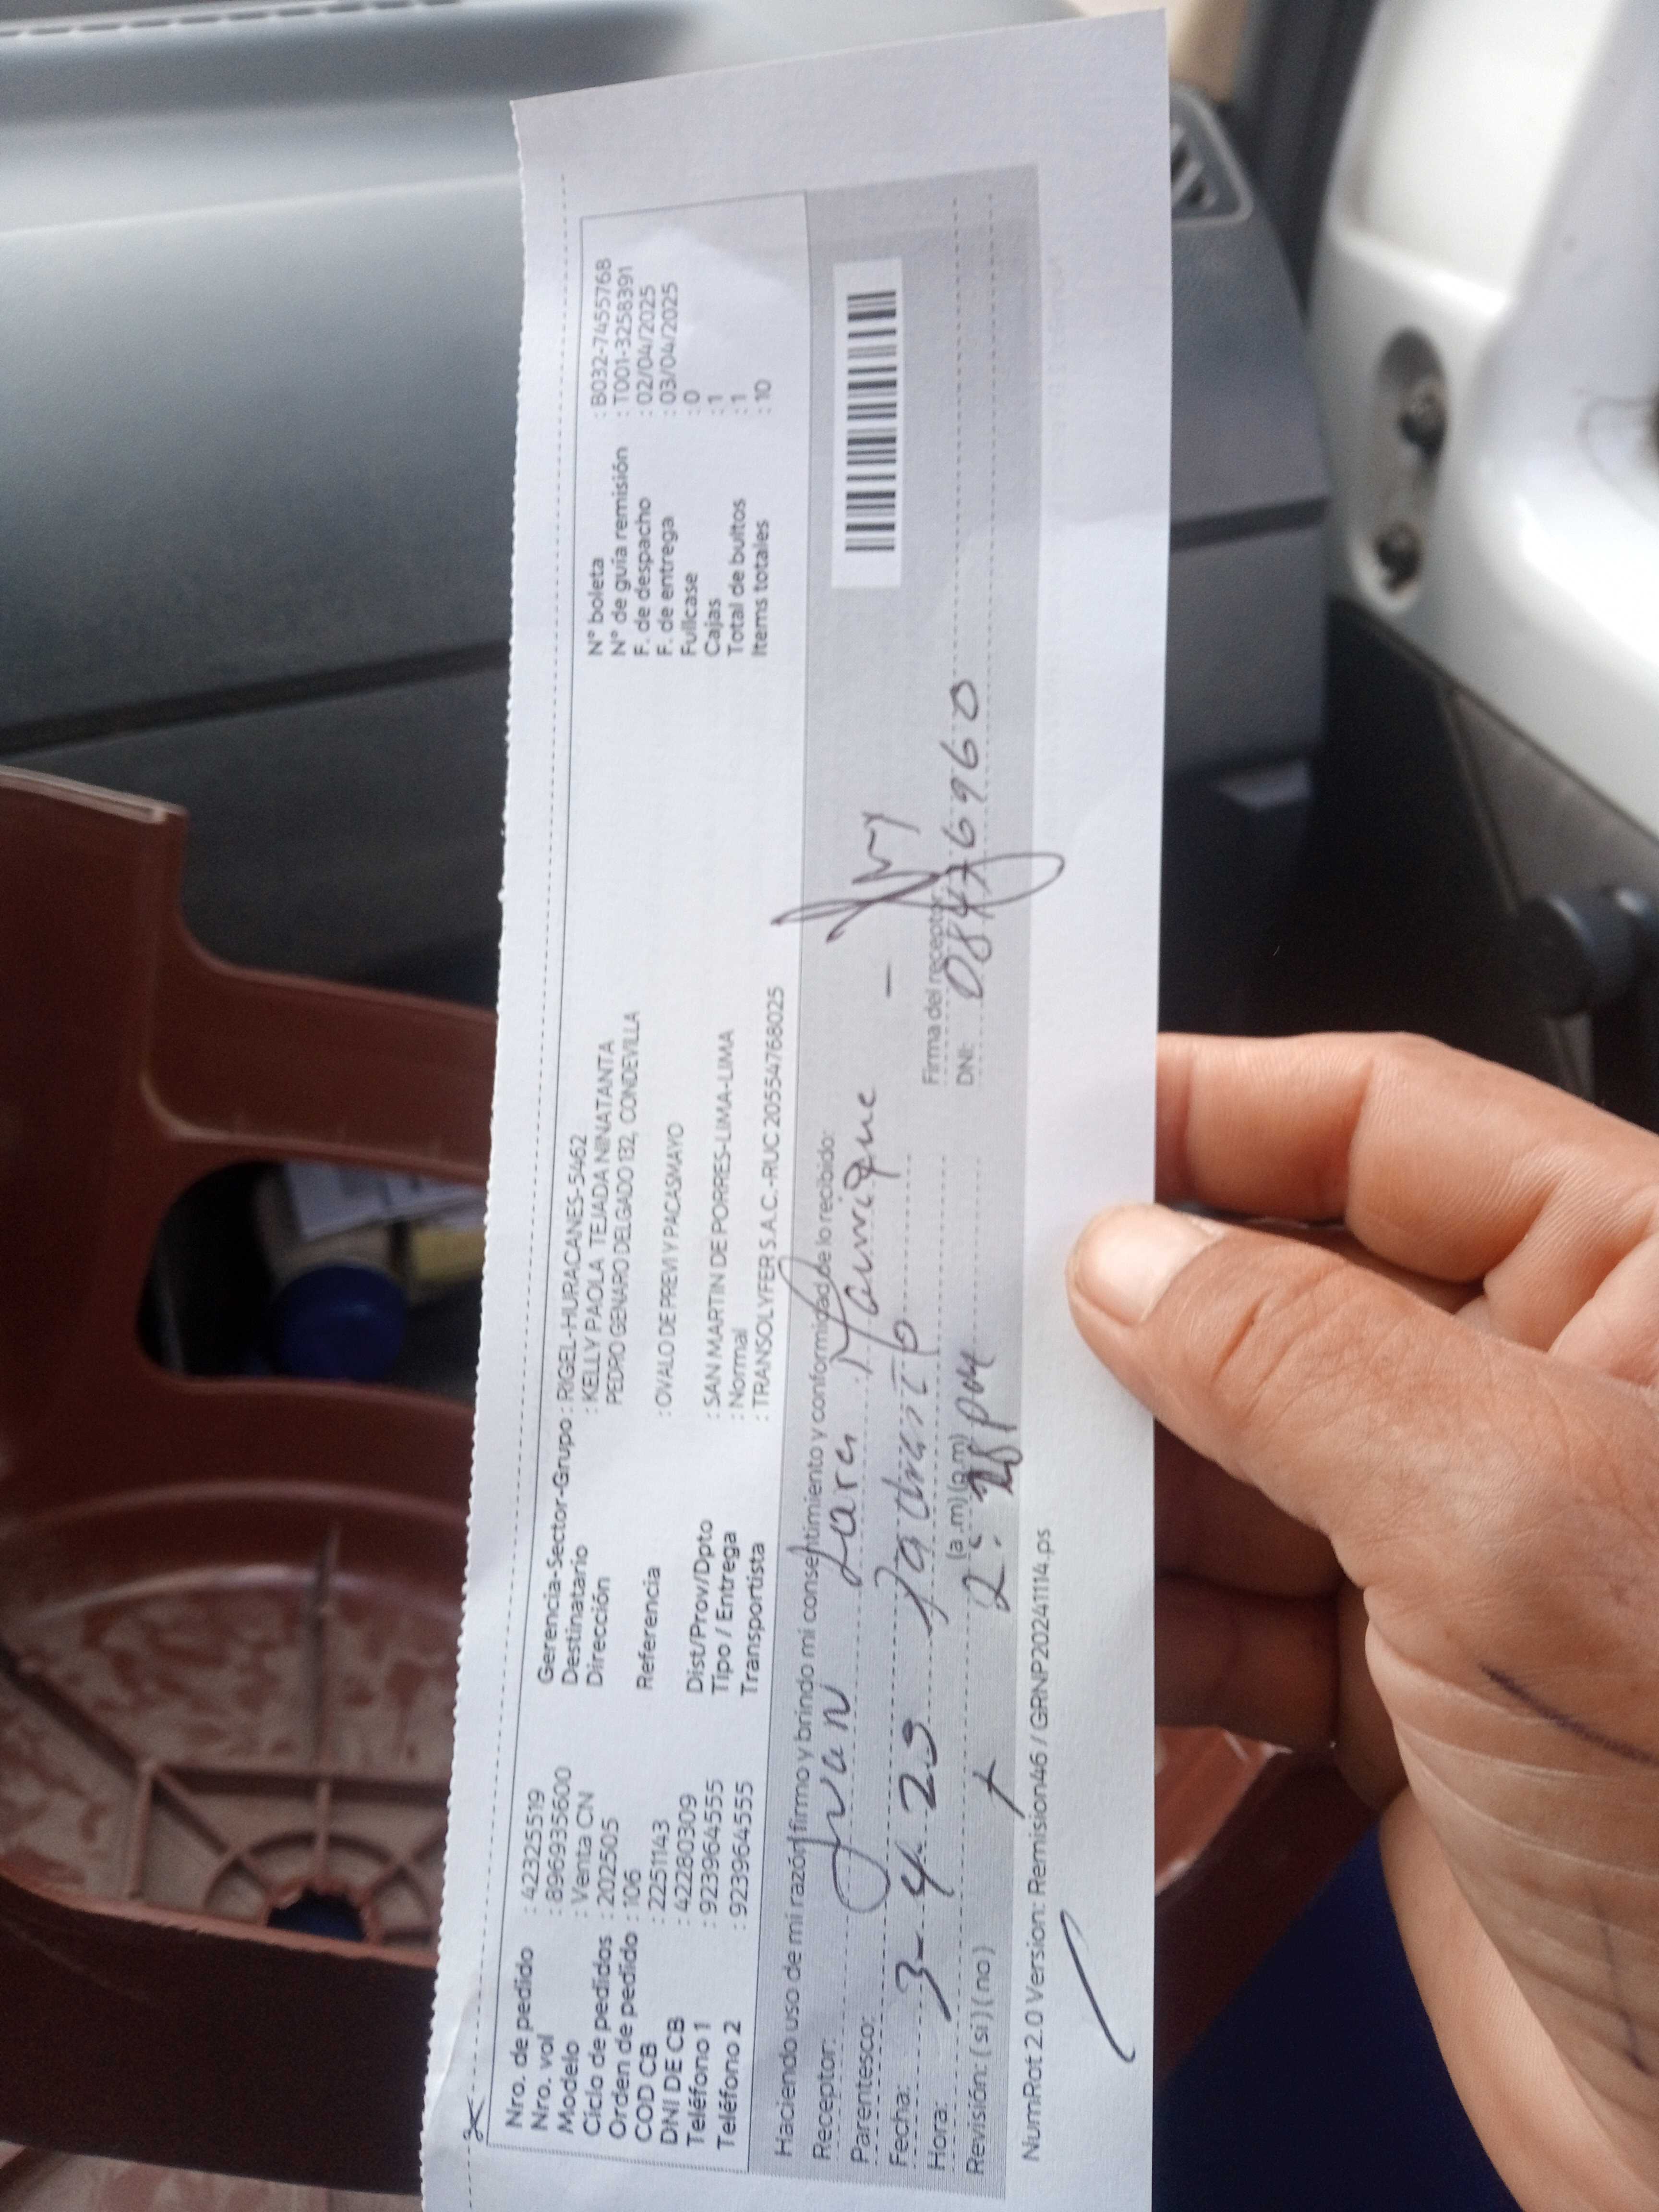 Nro. de pedido : 42325519
Nro. vol : 8969935600
Modelo : Venta CN
Ciclo de pedidos : 202505
Orden de pedido : 106
COD CB : 2251143
DNI DE CB : 42280309
Teléfono 1 : 923964555
Teléfono 2 : 923964555
Gerencia-Sector-Grupo : RIGEL-HURACANES-5462
Destinatario : KELLY PAOLA TEJADA NINATANTA
Dirección PEDRO GENARO DELGADO 132, CONDEVILLA
Referencia : OVALO DE PREVI Y PACASMAYO
Dist/Prov/Dpto : SAN MARTIN DE PORRES-LIMA-LIMA
Tipo / Entrega : Normal
Transportista : TRANSOLYFER S.A.C.-RUC 20554768025
N° boleta : B032-7455768
N° de guía remisión : T001-3258391
F. de despacho : 02/04/2025
F. de entrega : 03/04/2025
Fullcase : 0
Cajas : 1
Total de bultos : 1
Items totales : 10
Haciendo uso de mi razón, firmo y brindo mi consentimiento y conformidad de lo recibido:
Receptor: Juan Lara Manrique
Parentesco: Padrasto
Fecha: 3-4-25
Hora: 2: pm (a.m) (p.m)
Revisión: ( si ) ( no )
Firma del receptor
DNI: 08476960
NumRot 2.0 Version: Remision46 / GRNP20241114.ps